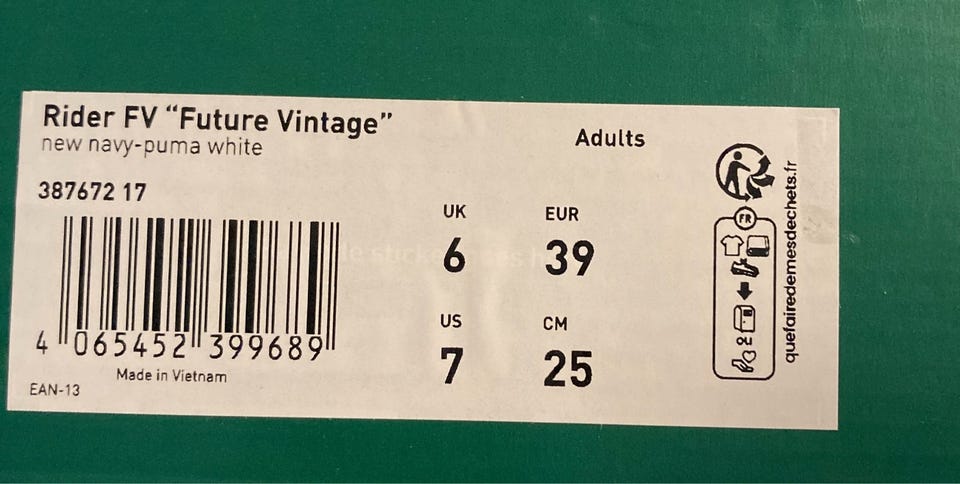 Rider FV “Future Vintage”
new navy-puma white
Adults
387672 17
UK
6
EUR
39
US
7
CM
25
4 065452 399689
Made in Vietnam
EAN-13
FR
quefairedemesdechets.fr